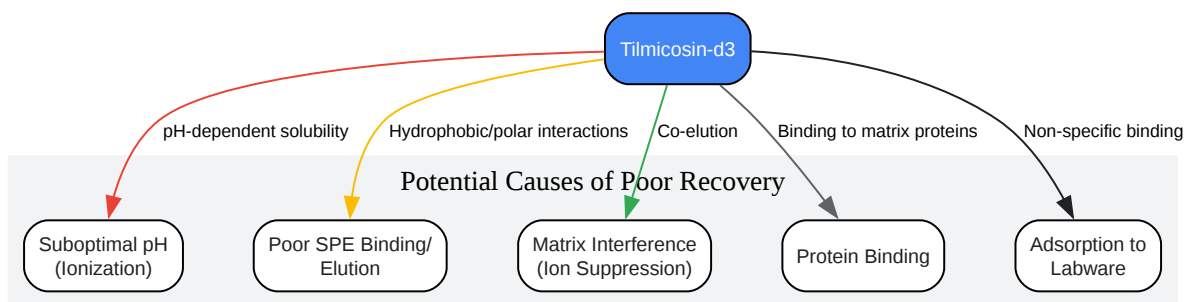 Tilmicosin-d3
pH-dependent solubility
Hydrophobic/polar interactions
Co-elution
Binding to matrix proteins
Non-specific binding
Potential Causes of Poor Recovery
Suboptimal pH
(Ionization)
Poor SPE Binding/
Elution
Matrix Interference
(Ion Suppression)
Protein Binding
Adsorption to
Labware